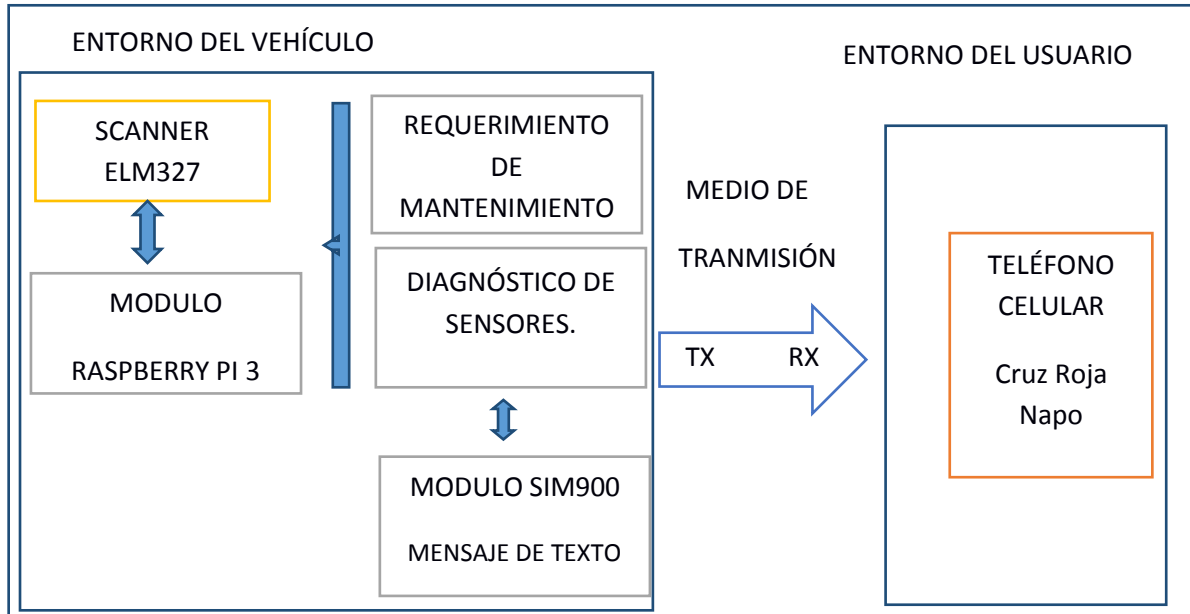 ENTORNO DEL VEHÍCULO
ENTORNO DEL USUARIO
SCANNER
ELM327
MODULO
RASPBERRY PI 3
REQUERIMIENTO
DE
MANTENIMIENTO
DIAGNÓSTICO DE
SENSORES.
MODULO SIM900
MENSAJE DE TEXTO
MEDIO DE
TRANMISIÓN
TX RX
TELÉFONO
CELULAR
Cruz Roja
Napo